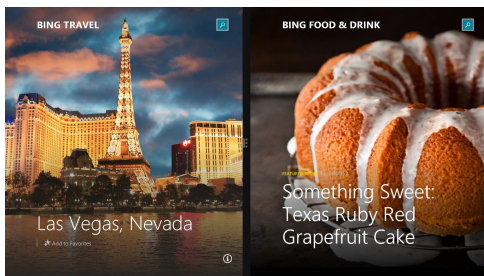 BING TRAVEL
Las Vegas, Nevada
Add to Favorites
BING FOOD & DRINK
Something Sweet:
Texas Ruby Red
Grapefruit Cake